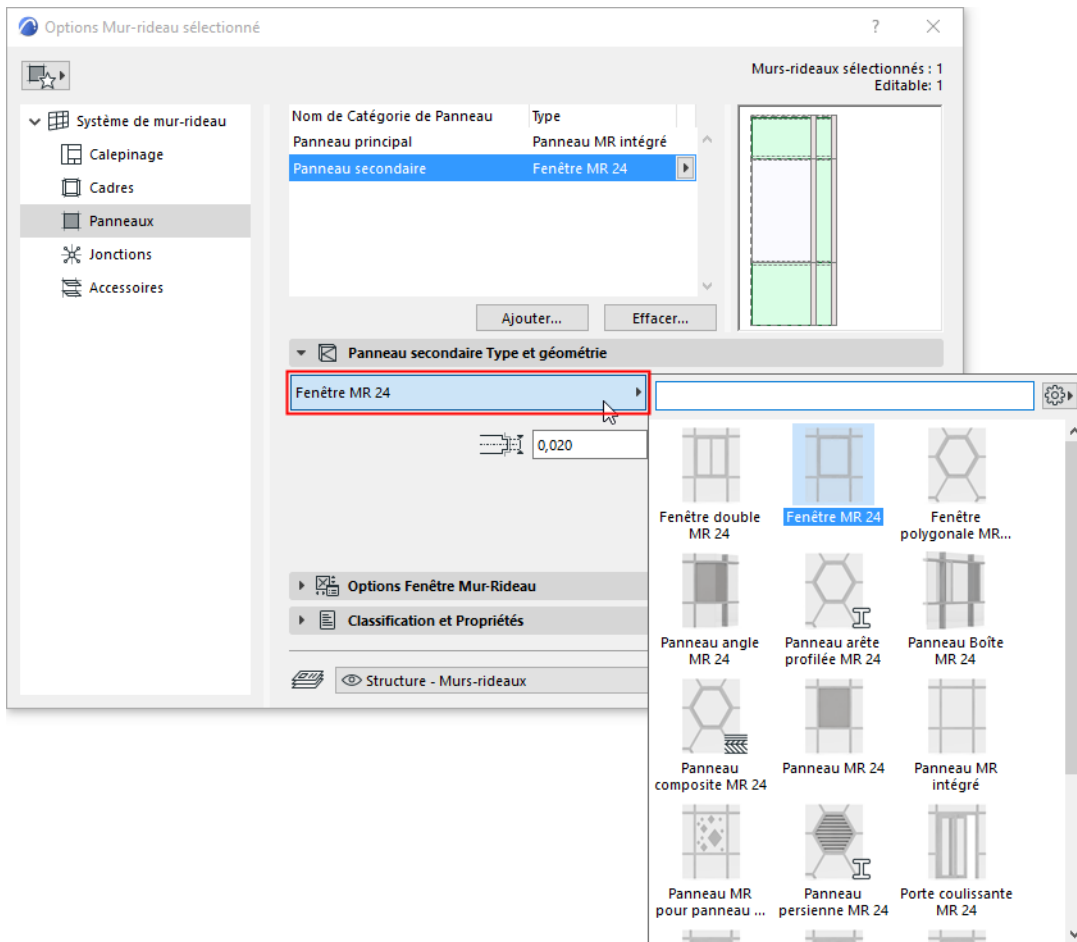 Options Mur-rideau sélectionné
?
Murs-rideaux sélectionnés : 1
Editable: 1
Système de mur-rideau
Calepinage
Cadres
Panneaux
Jonctions
Accessoires
Nom de Catégorie de Panneau Type
Panneau principal Panneau MR intégré
Panneau secondaire Fenêtre MR 24
Ajouter... Effacer...
Panneau secondaire Type et géométrie
Fenêtre MR 24
0,020
Options Fenêtre Mur-Rideau
Classification et Propriétés
Structure - Murs-rideaux
Fenêtre double
MR 24
Fenêtre MR 24
Fenêtre
polygonale MR...
Panneau angle
MR 24
Panneau arête
profilée MR 24
Panneau Boîte
MR 24
Panneau
composite MR 24
Panneau MR 24
Panneau MR
intégré
Panneau MR
pour panneau ...
Panneau
persienne MR 24
Porte coulissante
MR 24